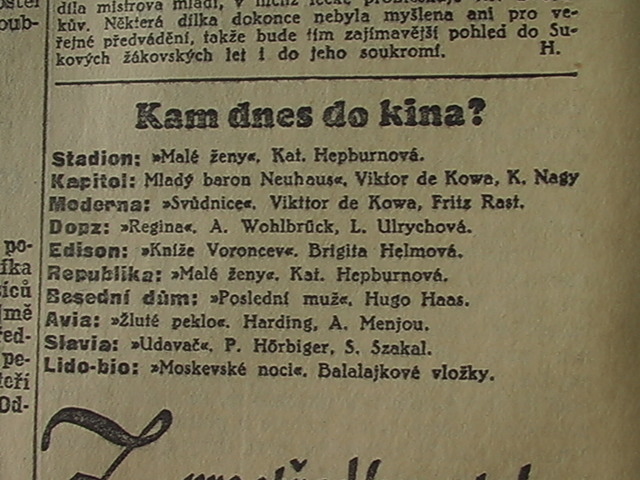 díla mistrova mládí, v nichž
kův. Některá dílka dokonce nebyla myšlena ani pro ve-
řejné předvádění, takže bude tím zajímavější pohled do Su-
kových žákovských let i do jeho soukromí. H.
Kam dnes do kina?
Stadion: »Malé ženy«. Kat. Hepburnová.
Kapitol: Mladý baron Neuhaus«. Viktor de Kowa, K. Nagy
Moderna: »Svůdnice«. Vikttor de Kowa, Fritz Rast.
Dopz: »Regina«. A. Wohlbrück, L. Ulrychová.
Edison: »Kníže Voroncev«. Brigita Helmová.
Republika: »Malé ženy«. Kat. Hepburnová.
Besední dům: »Poslední muž«. Hugo Haas.
Avia: »Žluté peklo«. Harding, A. Menjou.
Slavia: »Udavač«. P. Hörbiger, S. Szakal.
Lido-bio: »Moskevské noci«. Balalajkové vložky.